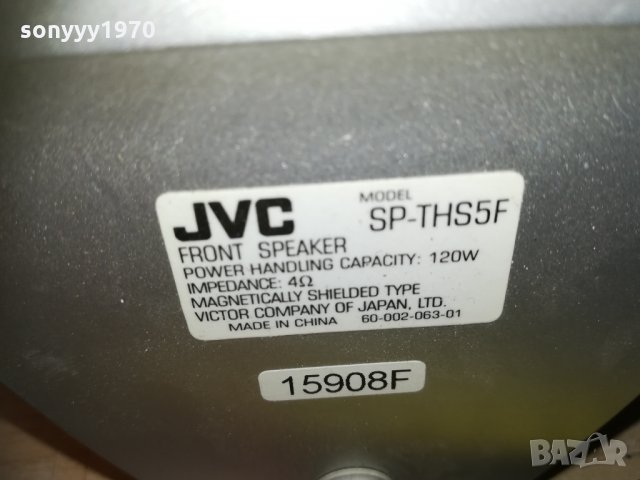 sonyyy1970
JVC
MODEL SP-THS5F
FRONT SPEAKER
POWER HANDLING CAPACITY: 120W
IMPEDANCE: 4Ω
MAGNETICALLY SHIELDED TYPE
VICTOR COMPANY OF JAPAN, LTD.
MADE IN CHINA 60-002-063-01
15908F
BAZAR